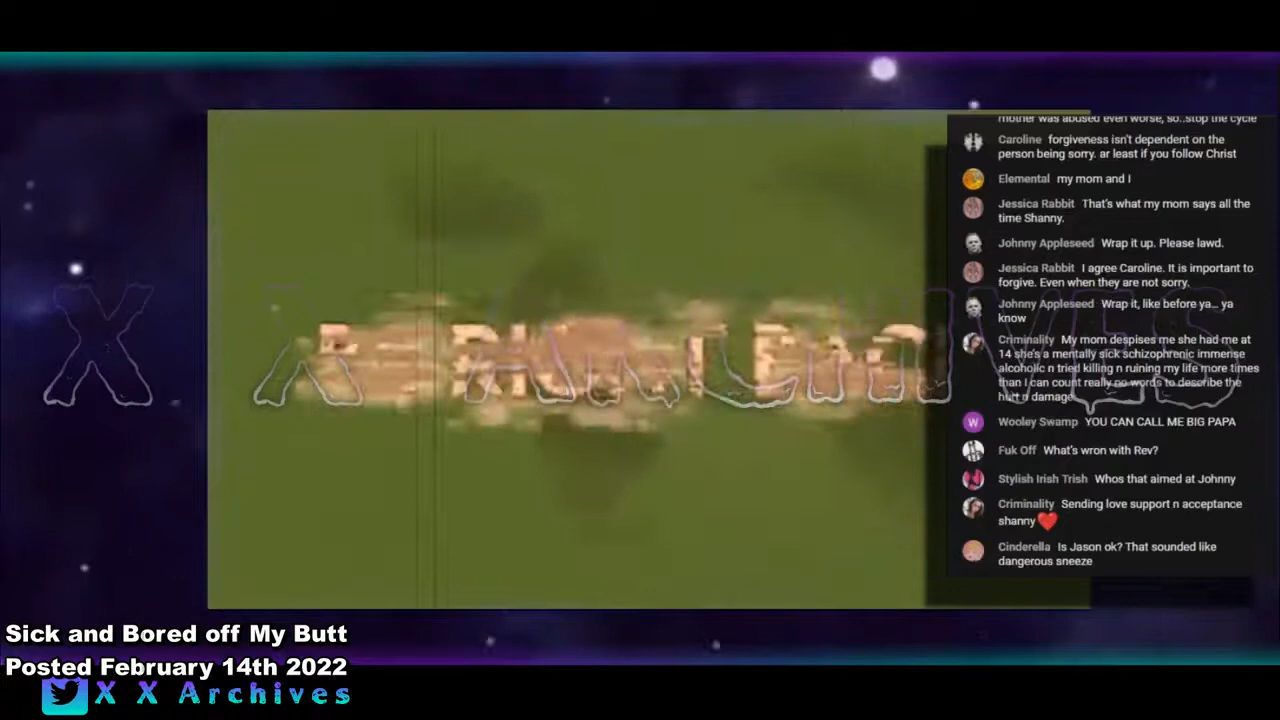 mother was abused even worse, so..stop the cycle
Caroline forgiveness isn't dependent on the
person being sorry. ar least if you follow Christ
Elemental my mom and I
Jessica Rabbit That's what my mom says all the
time Shanny.
Johnny Appleseed Wrap it up. Please lawd.
Jessica Rabbit I agree Caroline. It is important to
forgive. Even when they are not sorry.
Johnny Appleseed Wrap it, like before ya... ya
know
Criminality My mom despises me she had me at
14 she's a mentally sick schizophrenic immense
alcoholic n tried killing n ruining my life more times
than I can count really no words to describe the
hurt n damage
W
Wooley Swamp YOU CAN CALL ME BIG PAPA
Fuk Off What's wron with Rev?
Stylish Irish Trish Whos that aimed at Johnny
Criminality Sending love support n acceptance
shanny❤️
Cinderella Is Jason ok? That sounded like
dangerous sneeze
X X ARCHIVES
Sick and Bored off My Butt
Posted February 14th 2022
X X Archives